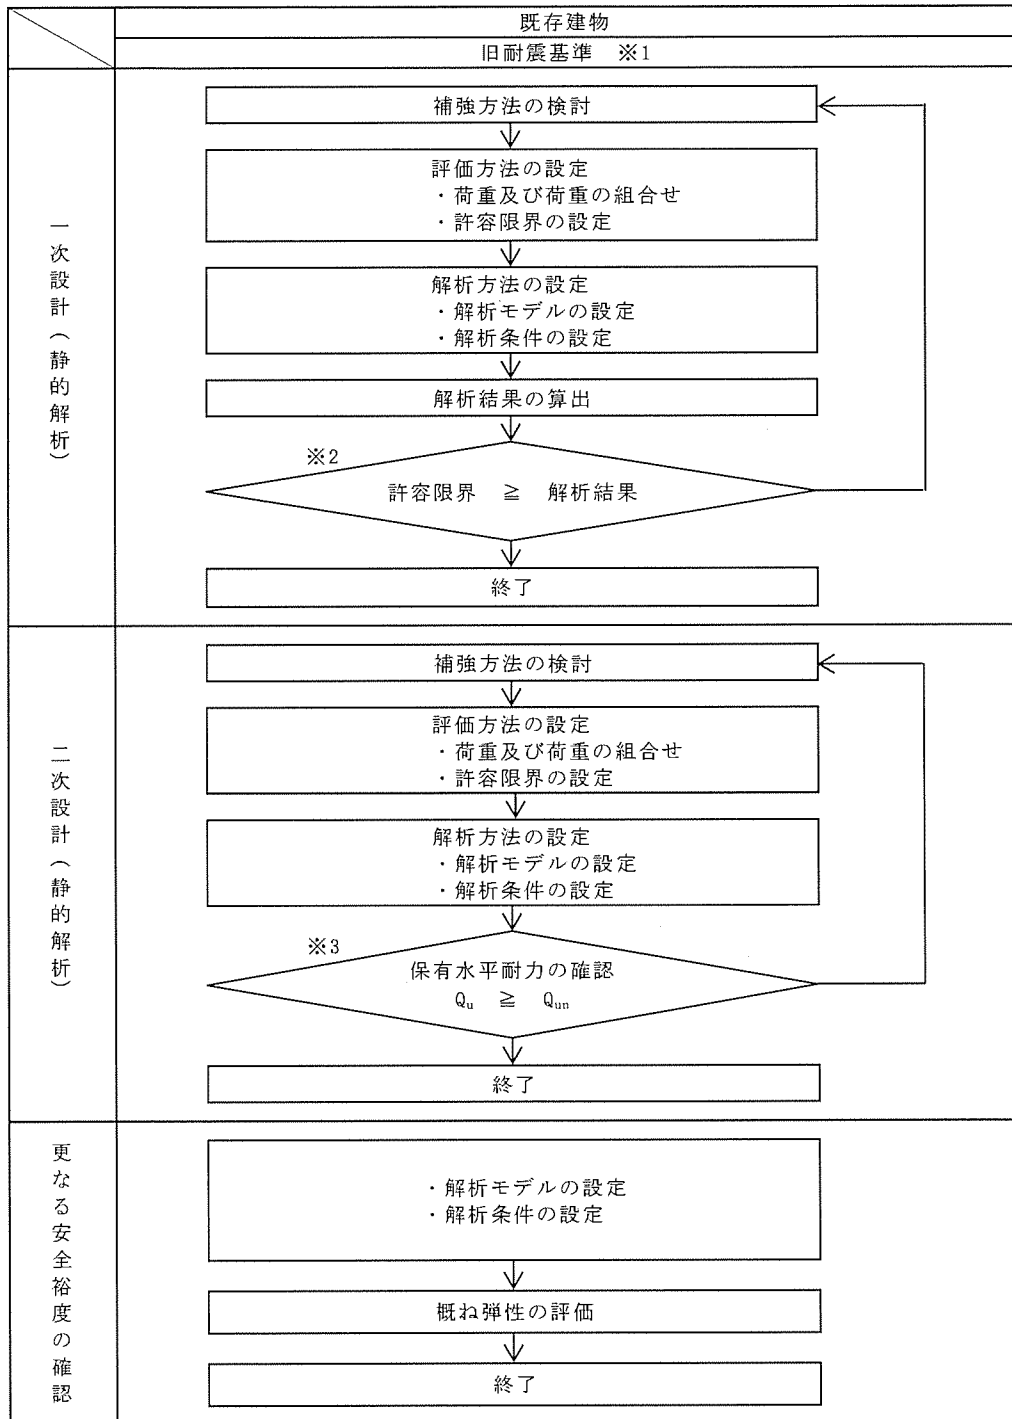 既存建物
旧耐震基準　※1
一次設計（静的解析）
補強方法の検討
評価方法の設定
・荷重及び荷重の組合せ
・許容限界の設定
解析方法の設定
・解析モデルの設定
・解析条件の設定
解析結果の算出
※2
許容限界　≧　解析結果
終了
二次設計（静的解析）
補強方法の検討
評価方法の設定
・荷重及び荷重の組合せ
・許容限界の設定
解析方法の設定
・解析モデルの設定
・解析条件の設定
※3
保有水平耐力の確認
Qu　≧　Qun
終了
更なる安全裕度の確認
・解析モデルの設定
・解析条件の設定
概ね弾性の評価
終了